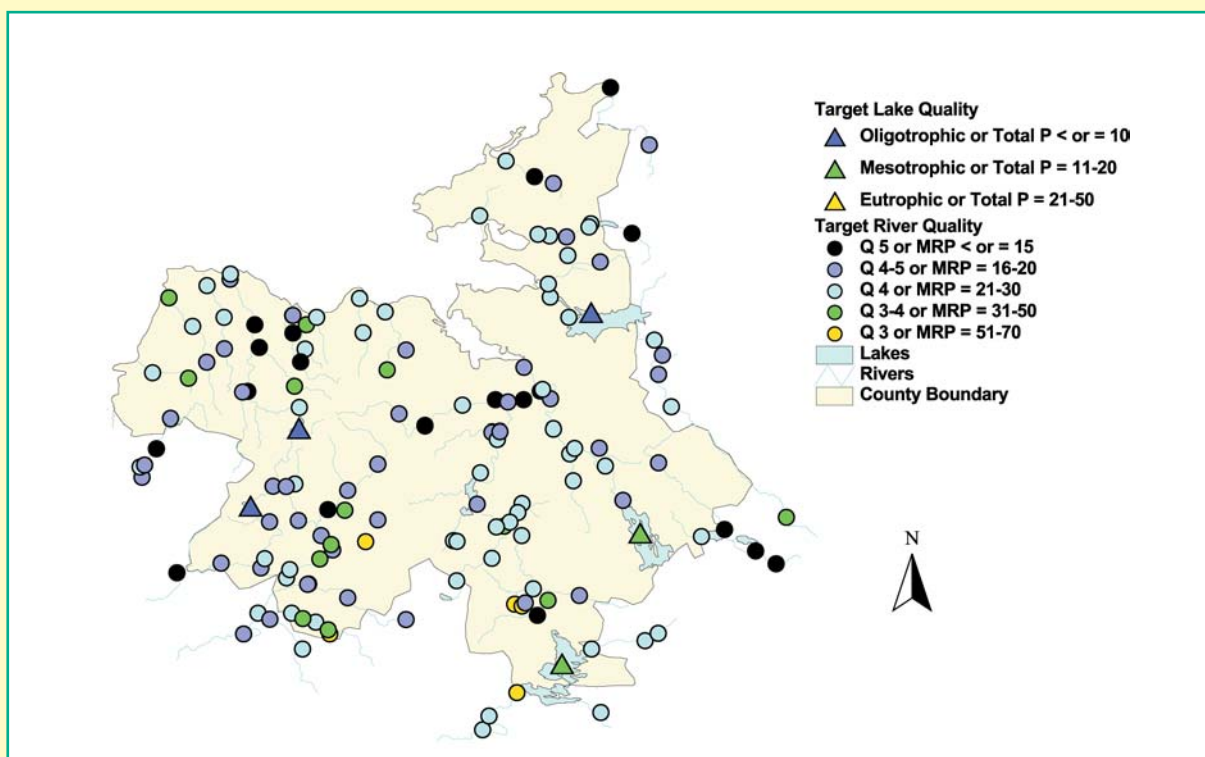 Target Lake Quality
Oligotrophic or Total P < or = 10
Mesotrophic or Total P = 11-20
Eutrophic or Total P = 21-50
Target River Quality
Q 5 or MRP < or = 15
Q 4-5 or MRP = 16-20
Q 4 or MRP = 21-30
Q 3-4 or MRP = 31-50
Q 3 or MRP = 51-70
Lakes
Rivers
County Boundary
N